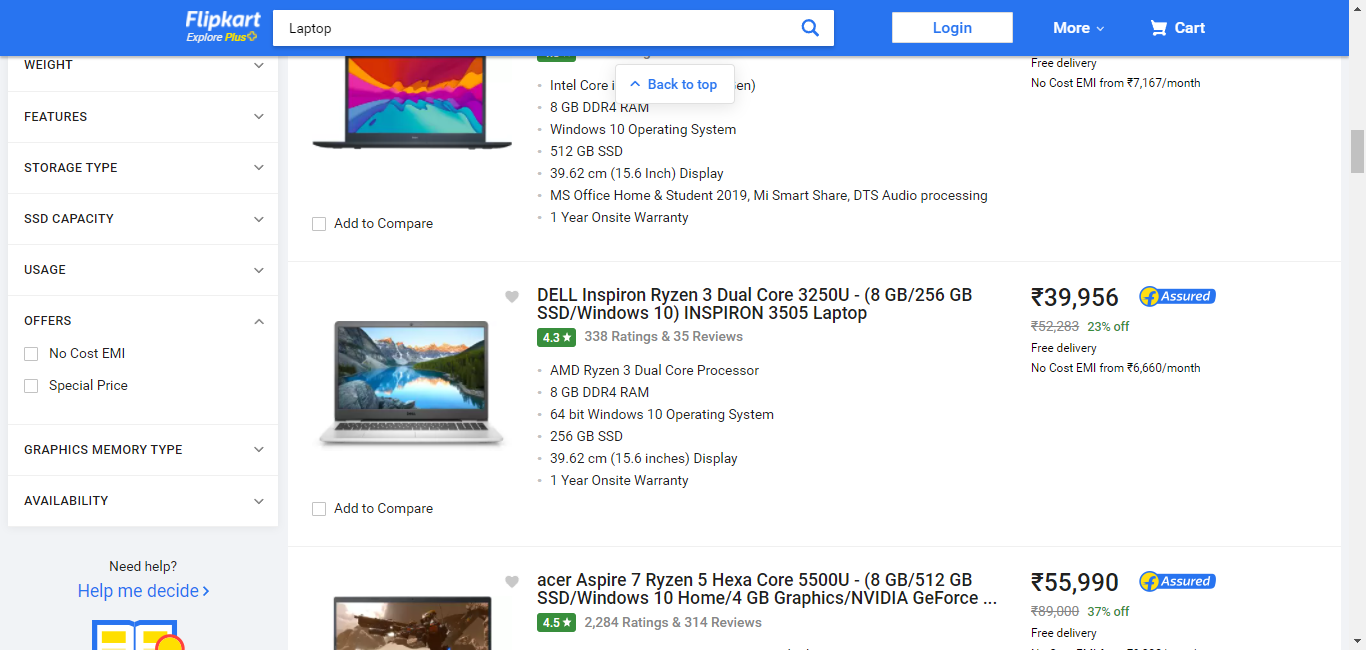 Flipkart
Explore Plus
Laptop
Login
More
Cart
WEIGHT
FEATURES
STORAGE TYPE
SSD CAPACITY
USAGE
OFFERS
No Cost EMI
Special Price
GRAPHICS MEMORY TYPE
AVAILABILITY
Need help?
Help me decide
Back to top
Intel Core i en)
8 GB DDR4 RAM
Windows 10 Operating System
512 GB SSD
39.62 cm (15.6 Inch) Display
MS Office Home & Student 2019, Mi Smart Share, DTS Audio processing
1 Year Onsite Warranty
Add to Compare
Free delivery
No Cost EMI from ₹7,167/month
DELL Inspiron Ryzen 3 Dual Core 3250U - (8 GB/256 GB
SSD/Windows 10) INSPIRON 3505 Laptop
4.3 ★ 338 Ratings & 35 Reviews
AMD Ryzen 3 Dual Core Processor
8 GB DDR4 RAM
64 bit Windows 10 Operating System
256 GB SSD
39.62 cm (15.6 inches) Display
1 Year Onsite Warranty
Add to Compare
₹39,956 Assured
₹52,283 23% off
Free delivery
No Cost EMI from ₹6,660/month
acer Aspire 7 Ryzen 5 Hexa Core 5500U - (8 GB/512 GB
SSD/Windows 10 Home/4 GB Graphics/NVIDIA GeForce ...
4.5 ★ 2,284 Ratings & 314 Reviews
₹55,990 Assured
₹89,000 37% off
Free delivery